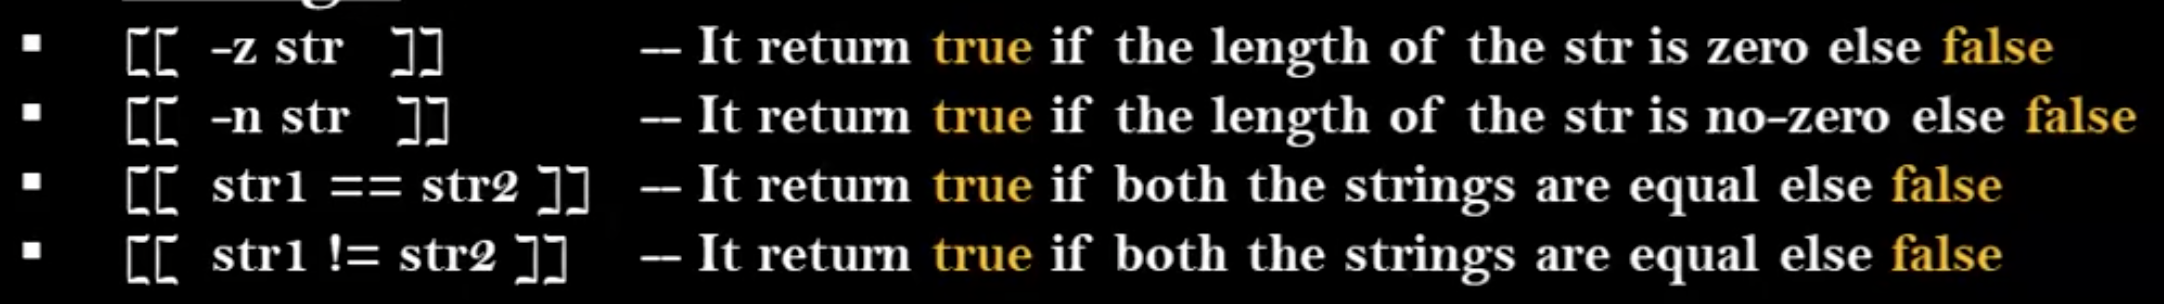 ▪ [[ -z str ]] -- It return true if the length of the str is zero else false
▪ [[ -n str ]] -- It return true if the length of the str is no-zero else false
▪ [[ str1 == str2 ]] -- It return true if both the strings are equal else false
▪ [[ str1 != str2 ]] -- It return true if both the strings are equal else false